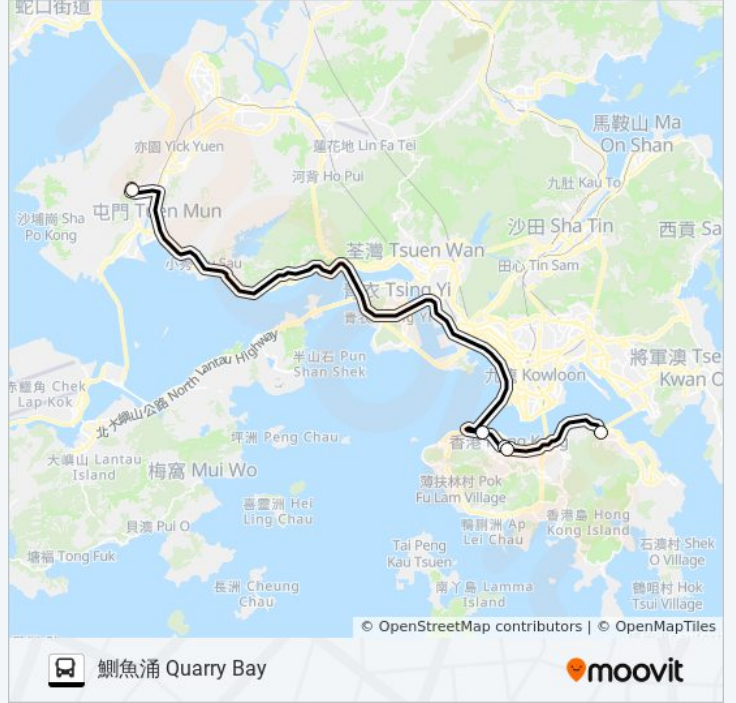 蛇口街道
馬鞍山 Ma
On Shan
亦園 Yick Yuen
蓮花地 Lin Fa Tei
河背 Ho Pui
九肚 Kau To
沙埔崗 Sha
Po Kong
屯門 Tuen Mun
沙田 Sha Tin
西貢 Sa
荃灣 Tsuen Wan
田心 Tin Sam
青衣 Tsing Yi
半山石 Pun
Shan Shek
北大嶼山公路 North Lantau Highway
將軍澳 Tse
Kwan O
九龍 Kowloon
赤鱲角 Chek
Lap Kok
坪洲 Peng Chau
香港 Hong Kong
大嶼山 Lantau
Island
梅窩 Mui Wo
薄扶林村 Pok
Fu Lam Village
喜靈洲 Hei
Ling Chau
貝澳 Pui O
鴨脷洲 Ap
Lei Chau
香港島 Hong
Kong Island
塘福 Tong Fuk
Tai Peng
Kau Tsuen
石澳村 Shek
O Village
長洲 Cheung
Chau
南丫島 Lamma
Island
鶴咀村 Hok
Tsui Village
© OpenStreetMap contributors | © OpenMapTiles
鰂魚涌 Quarry Bay
moovit